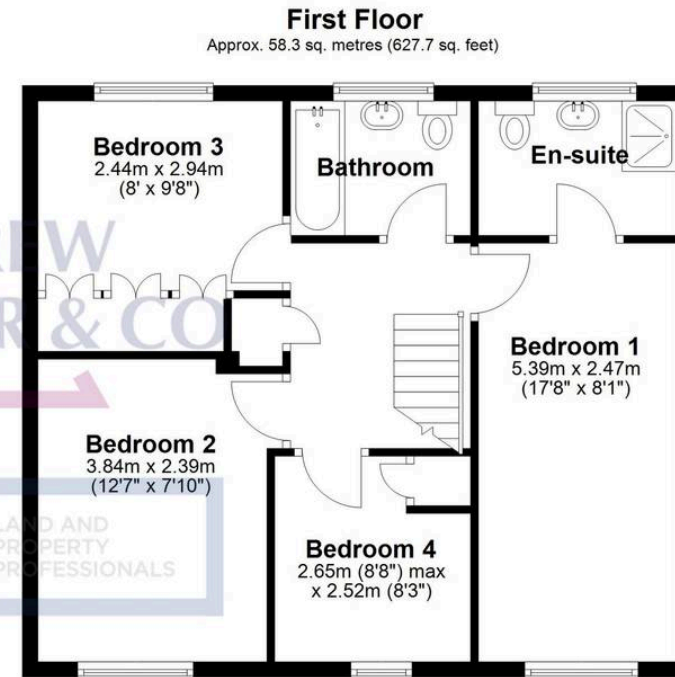 First Floor
Approx. 58.3 sq. metres (627.7 sq. feet)
Bedroom 3
2.44m x 2.94m
(8' x 9'8")
Bathroom
En-suite
& CO
Bedroom 1
5.39m x 2.47m
(17'8" x 8'1")
Bedroom 2
3.84m x 2.39m
(12'7" x 7'10")
LAND AND
PROPERTY
PROFESSIONALS
Bedroom 4
2.65m (8'8") max
x 2.52m (8'3")